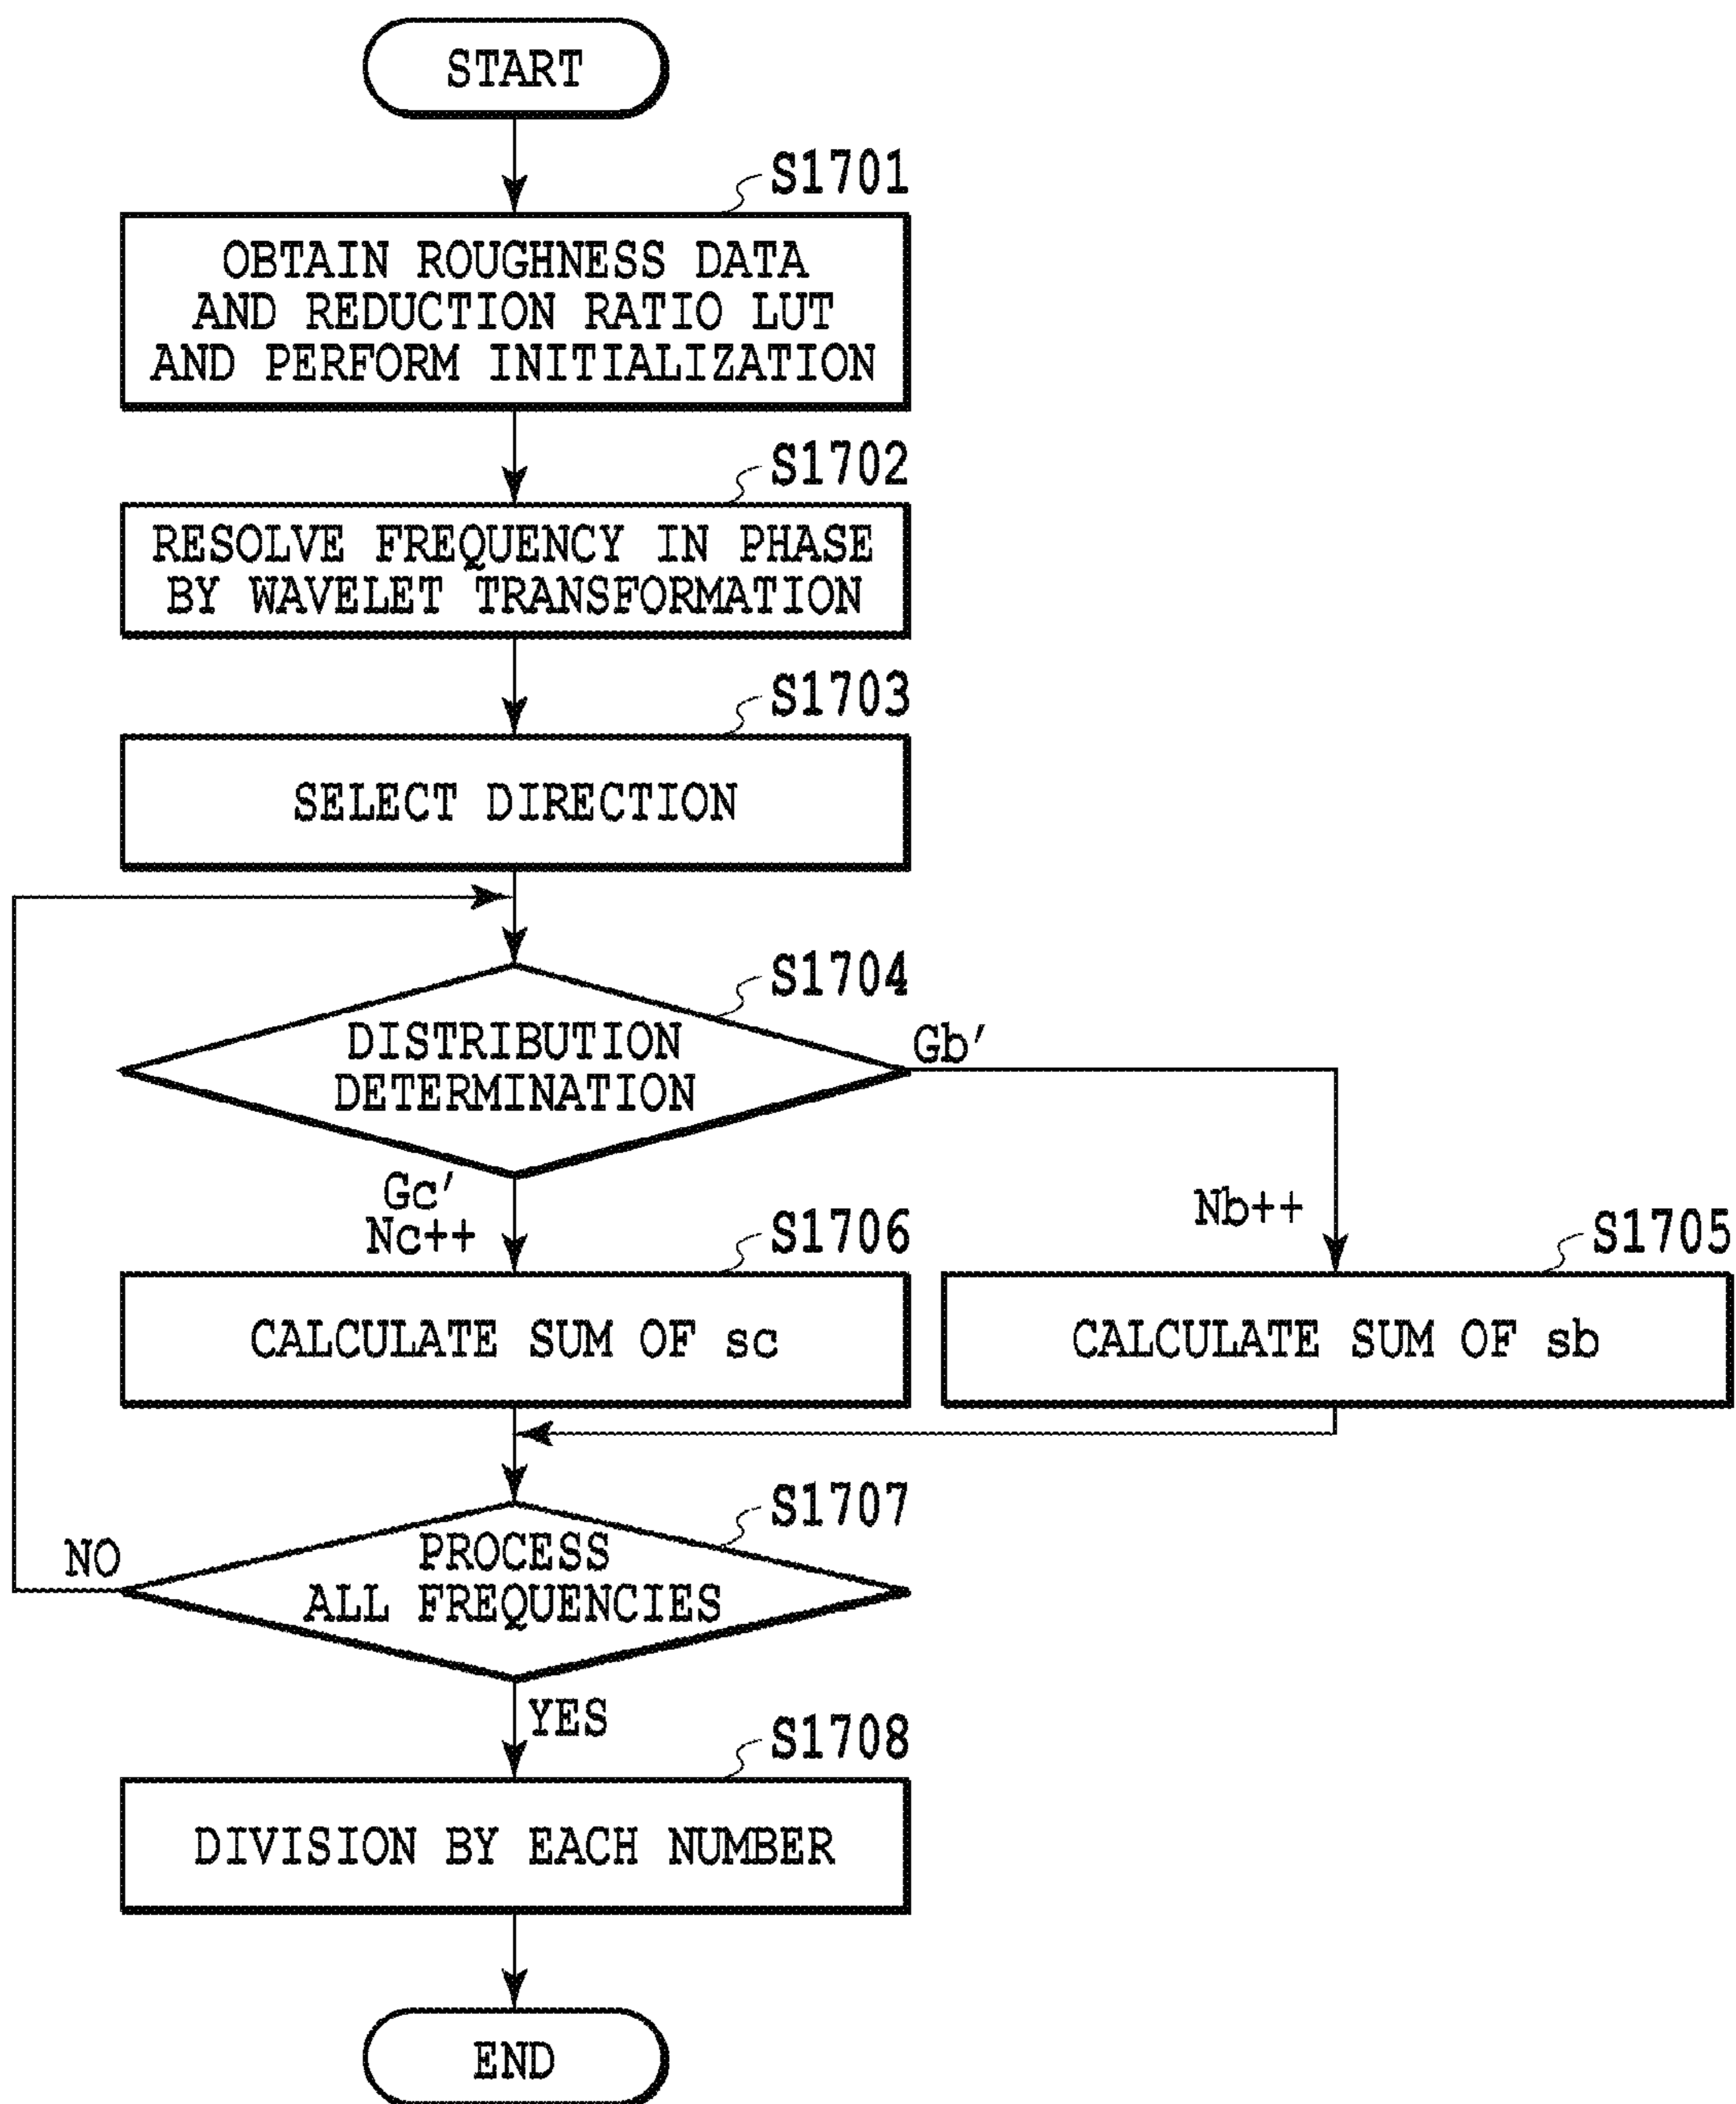 START
S1701
OBTAIN ROUGHNESS DATA
AND REDUCTION RATIO LUT
AND PERFORM INITIALIZATION
S1702
RESOLVE FREQUENCY IN PHASE
BY WAVELET TRANSFORMATION
S1703
SELECT DIRECTION
S1704
DISTRIBUTION
DETERMINATION
Gb'
Gc'
Nc++
Nb++
S1706
CALCULATE SUM OF sc
S1705
CALCULATE SUM OF sb
S1707
PROCESS
ALL FREQUENCIES
NO
YES
S1708
DIVISION BY EACH NUMBER
END